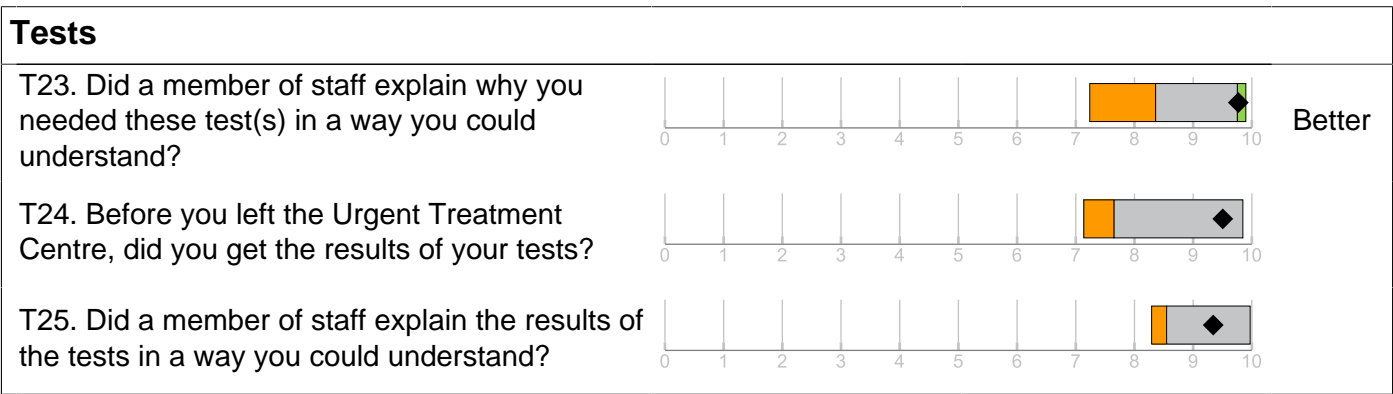 Tests
T23. Did a member of staff explain why you
needed these test(s) in a way you could
understand?
0 1 2 3 4 5 6 7 8 9 10
Better
T24. Before you left the Urgent Treatment
Centre, did you get the results of your tests?
0 1 2 3 4 5 6 7 8 9 10
T25. Did a member of staff explain the results of
the tests in a way you could understand?
0 1 2 3 4 5 6 7 8 9 10